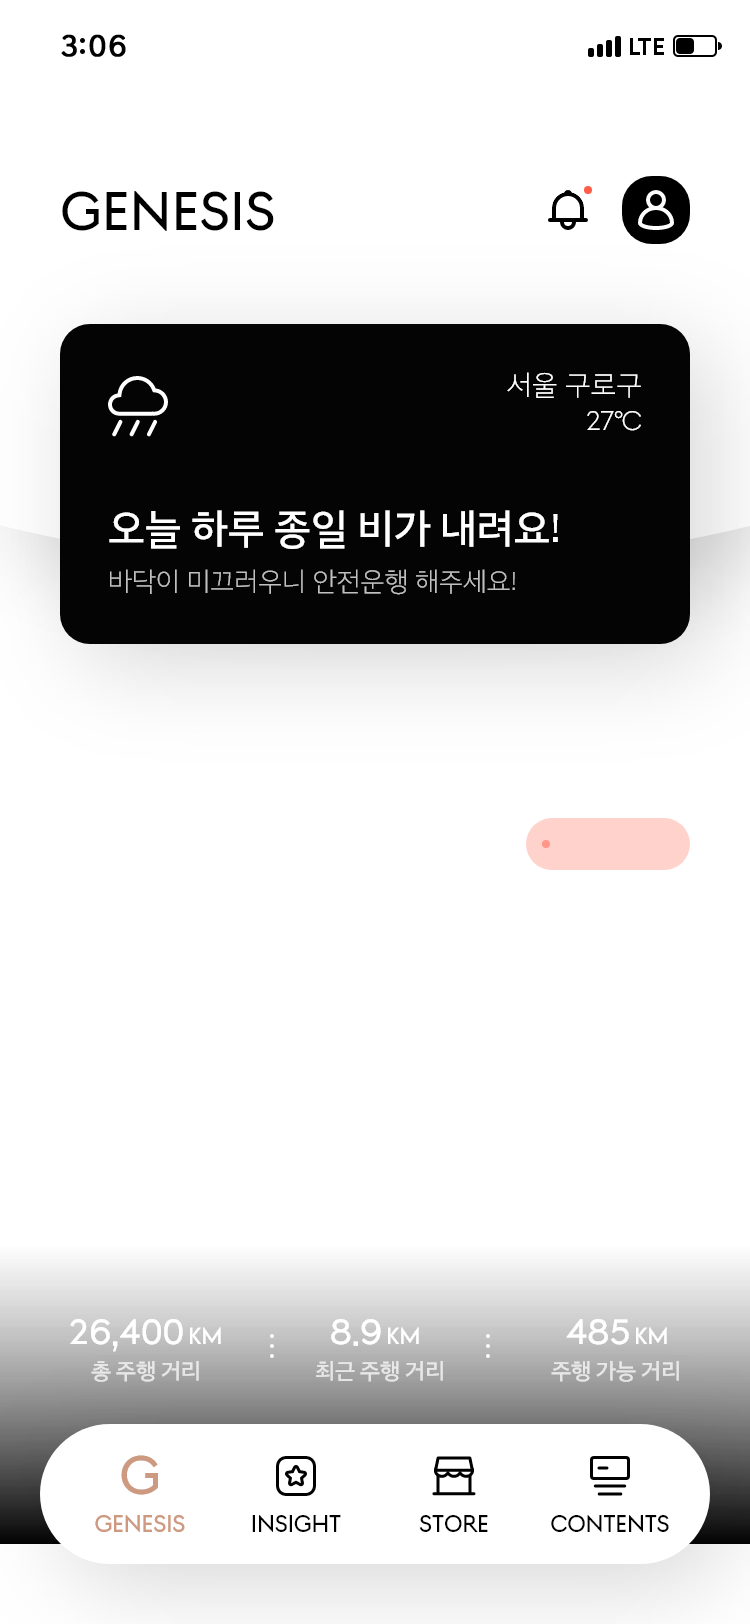 3:06
LTE
GENESIS
서울 구로구
27℃
오늘 하루 종일 비가 내려요!
바닥이 미끄러우니 안전운행 해주세요!
26,400 KM
총 주행 거리
8.9 KM
최근 주행 거리
485 KM
주행 가능 거리
GENESIS
INSIGHT
STORE
CONTENTS